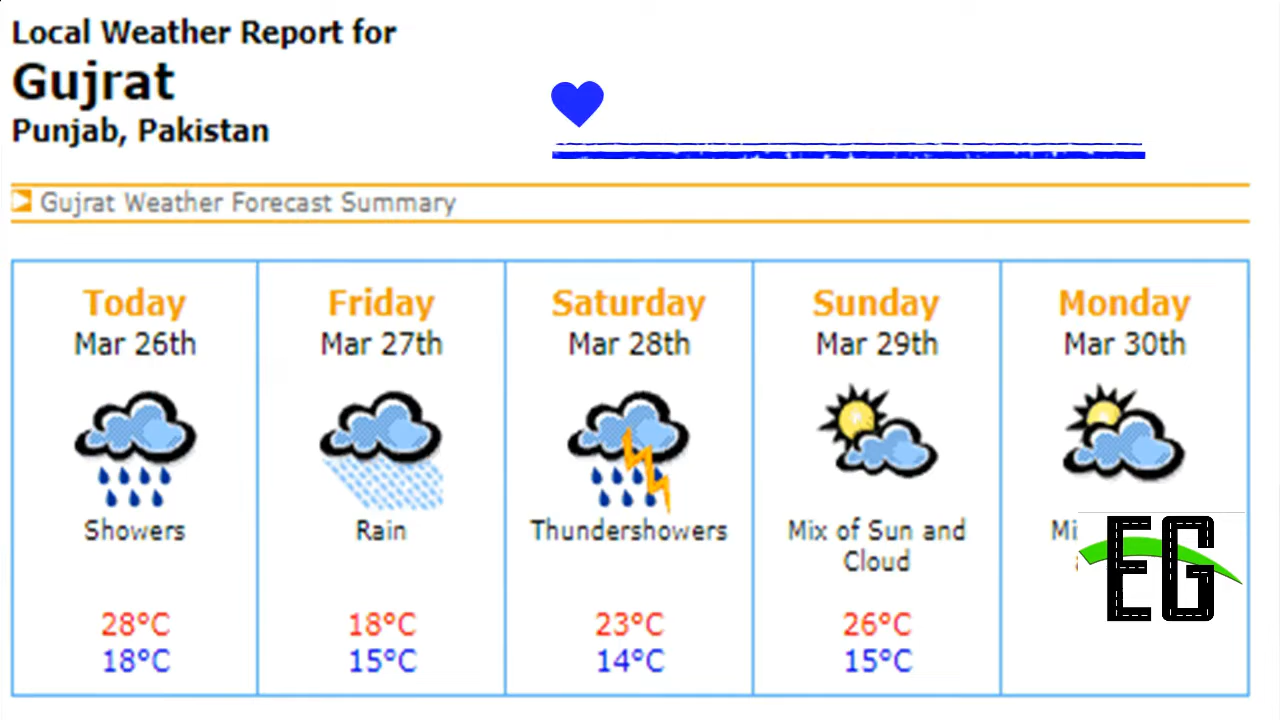 Local Weather Report for
Gujrat
Punjab, Pakistan
Gujrat Weather Forecast Summary
Today
Mar 26th
Showers
28°C
18°C
Friday
Mar 27th
Rain
18°C
15°C
Saturday
Mar 28th
Thundershowers
23°C
14°C
Sunday
Mar 29th
Mix of Sun and
Cloud
26°C
15°C
Monday
Mar 30th
EG